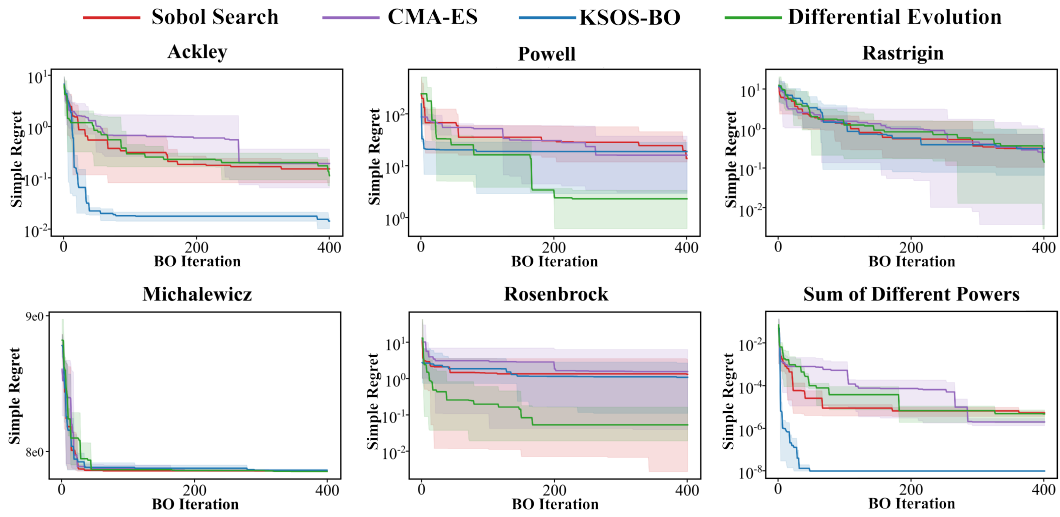 Sobol Search CMA-ES KSOS-BO Differential Evolution
Ackley Powell Rastrigin
Simple Regret
10^1
10^0
10^-1
10^-2
0 200 400
BO Iteration
Simple Regret
10^2
10^1
10^0
0 200 400
BO Iteration
Simple Regret
10^1
10^0
10^-1
10^-2
0 200 400
BO Iteration
Michalewicz Rosenbrock Sum of Different Powers
Simple Regret
9e0
8e0
0 200 400
BO Iteration
Simple Regret
10^1
10^0
10^-1
10^-2
0 200 400
BO Iteration
Simple Regret
10^-2
10^-4
10^-6
10^-8
0 200 400
BO Iteration